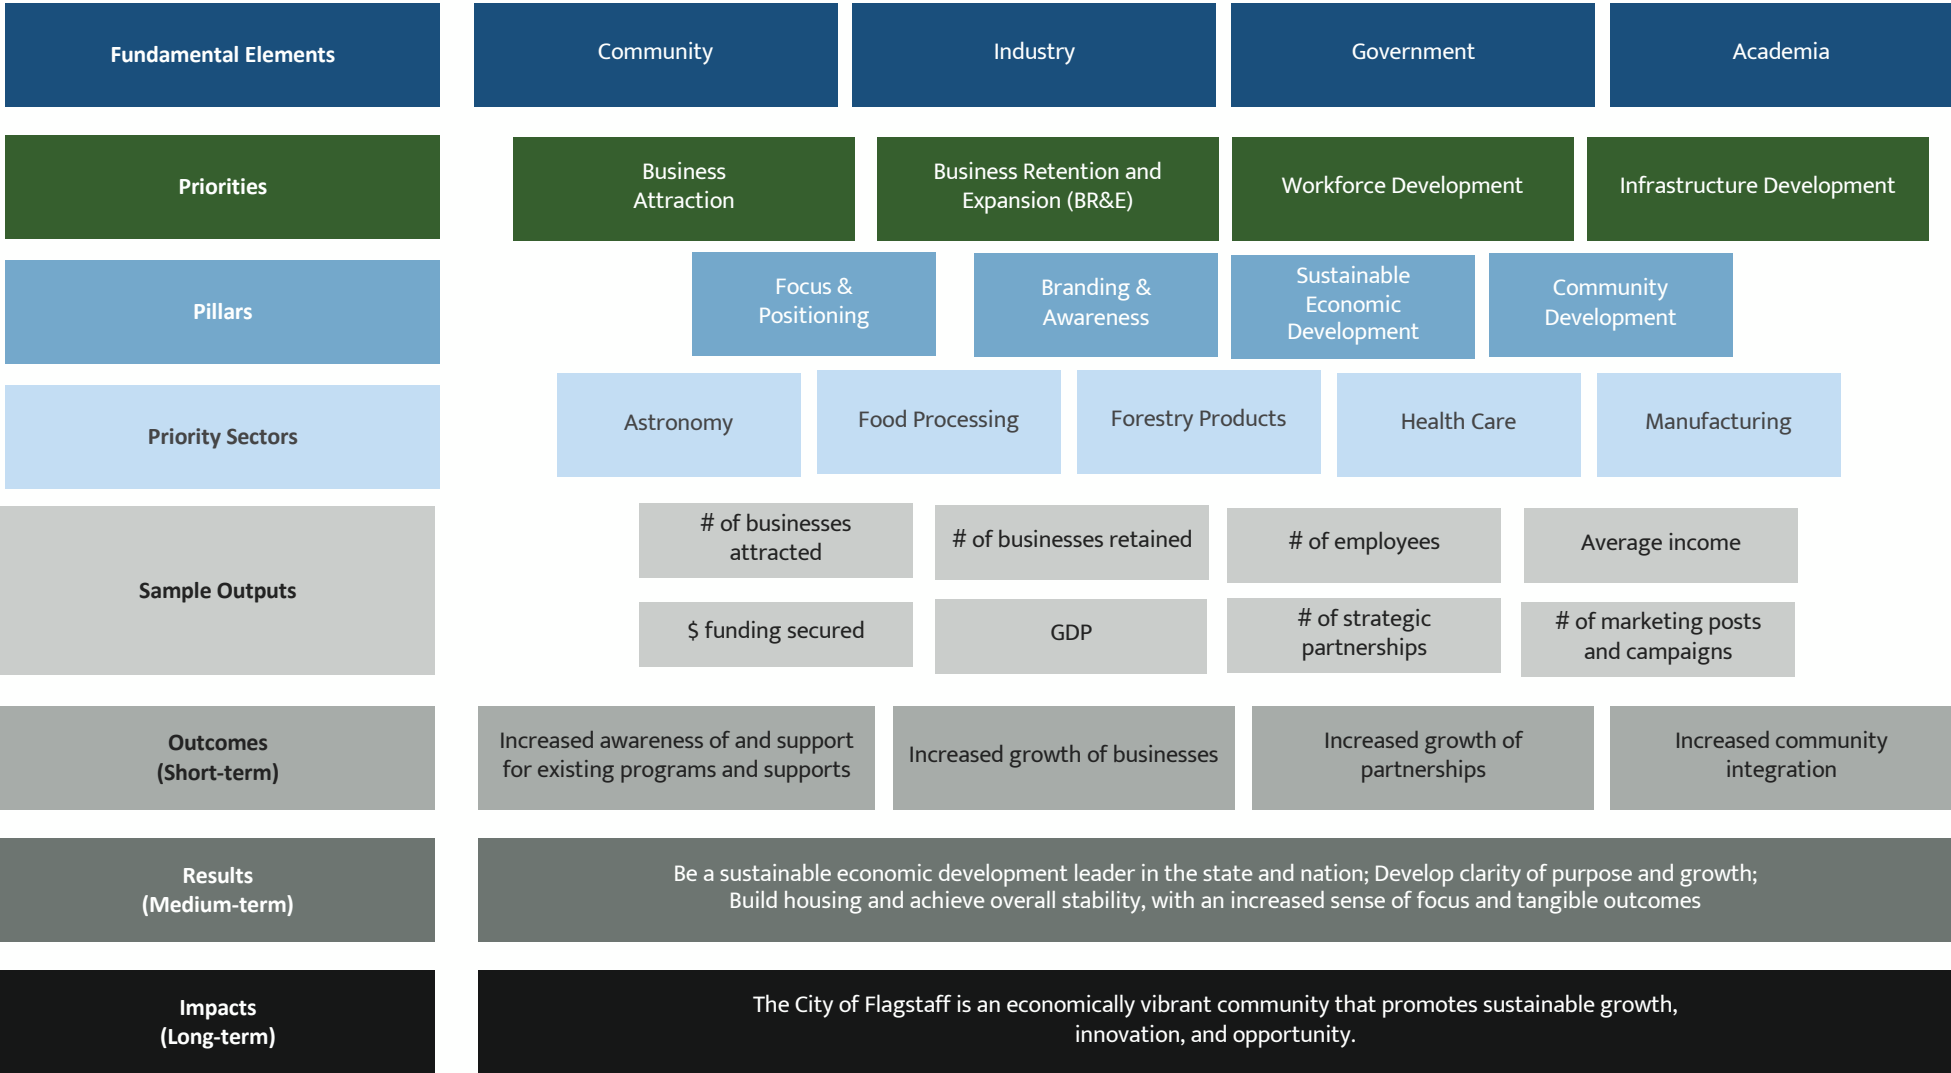 Fundamental Elements
Community
Industry
Government
Academia
Priorities
Business
Attraction
Business Retention and
Expansion (BR&E)
Workforce Development
Infrastructure Development
Pillars
Focus &
Positioning
Branding &
Awareness
Sustainable
Economic
Development
Community
Development
Priority Sectors
Astronomy
Food Processing
Forestry Products
Health Care
Manufacturing
Sample Outputs
# of businesses
attracted
# of businesses retained
# of employees
Average income
$ funding secured
GDP
# of strategic
partnerships
# of marketing posts
and campaigns
Outcomes
(Short-term)
Increased awareness of and support
for existing programs and supports
Increased growth of businesses
Increased growth of
partnerships
Increased community
integration
Results
(Medium-term)
Be a sustainable economic development leader in the state and nation; Develop clarity of purpose and growth;
Build housing and achieve overall stability, with an increased sense of focus and tangible outcomes
Impacts
(Long-term)
The City of Flagstaff is an economically vibrant community that promotes sustainable growth,
innovation, and opportunity.